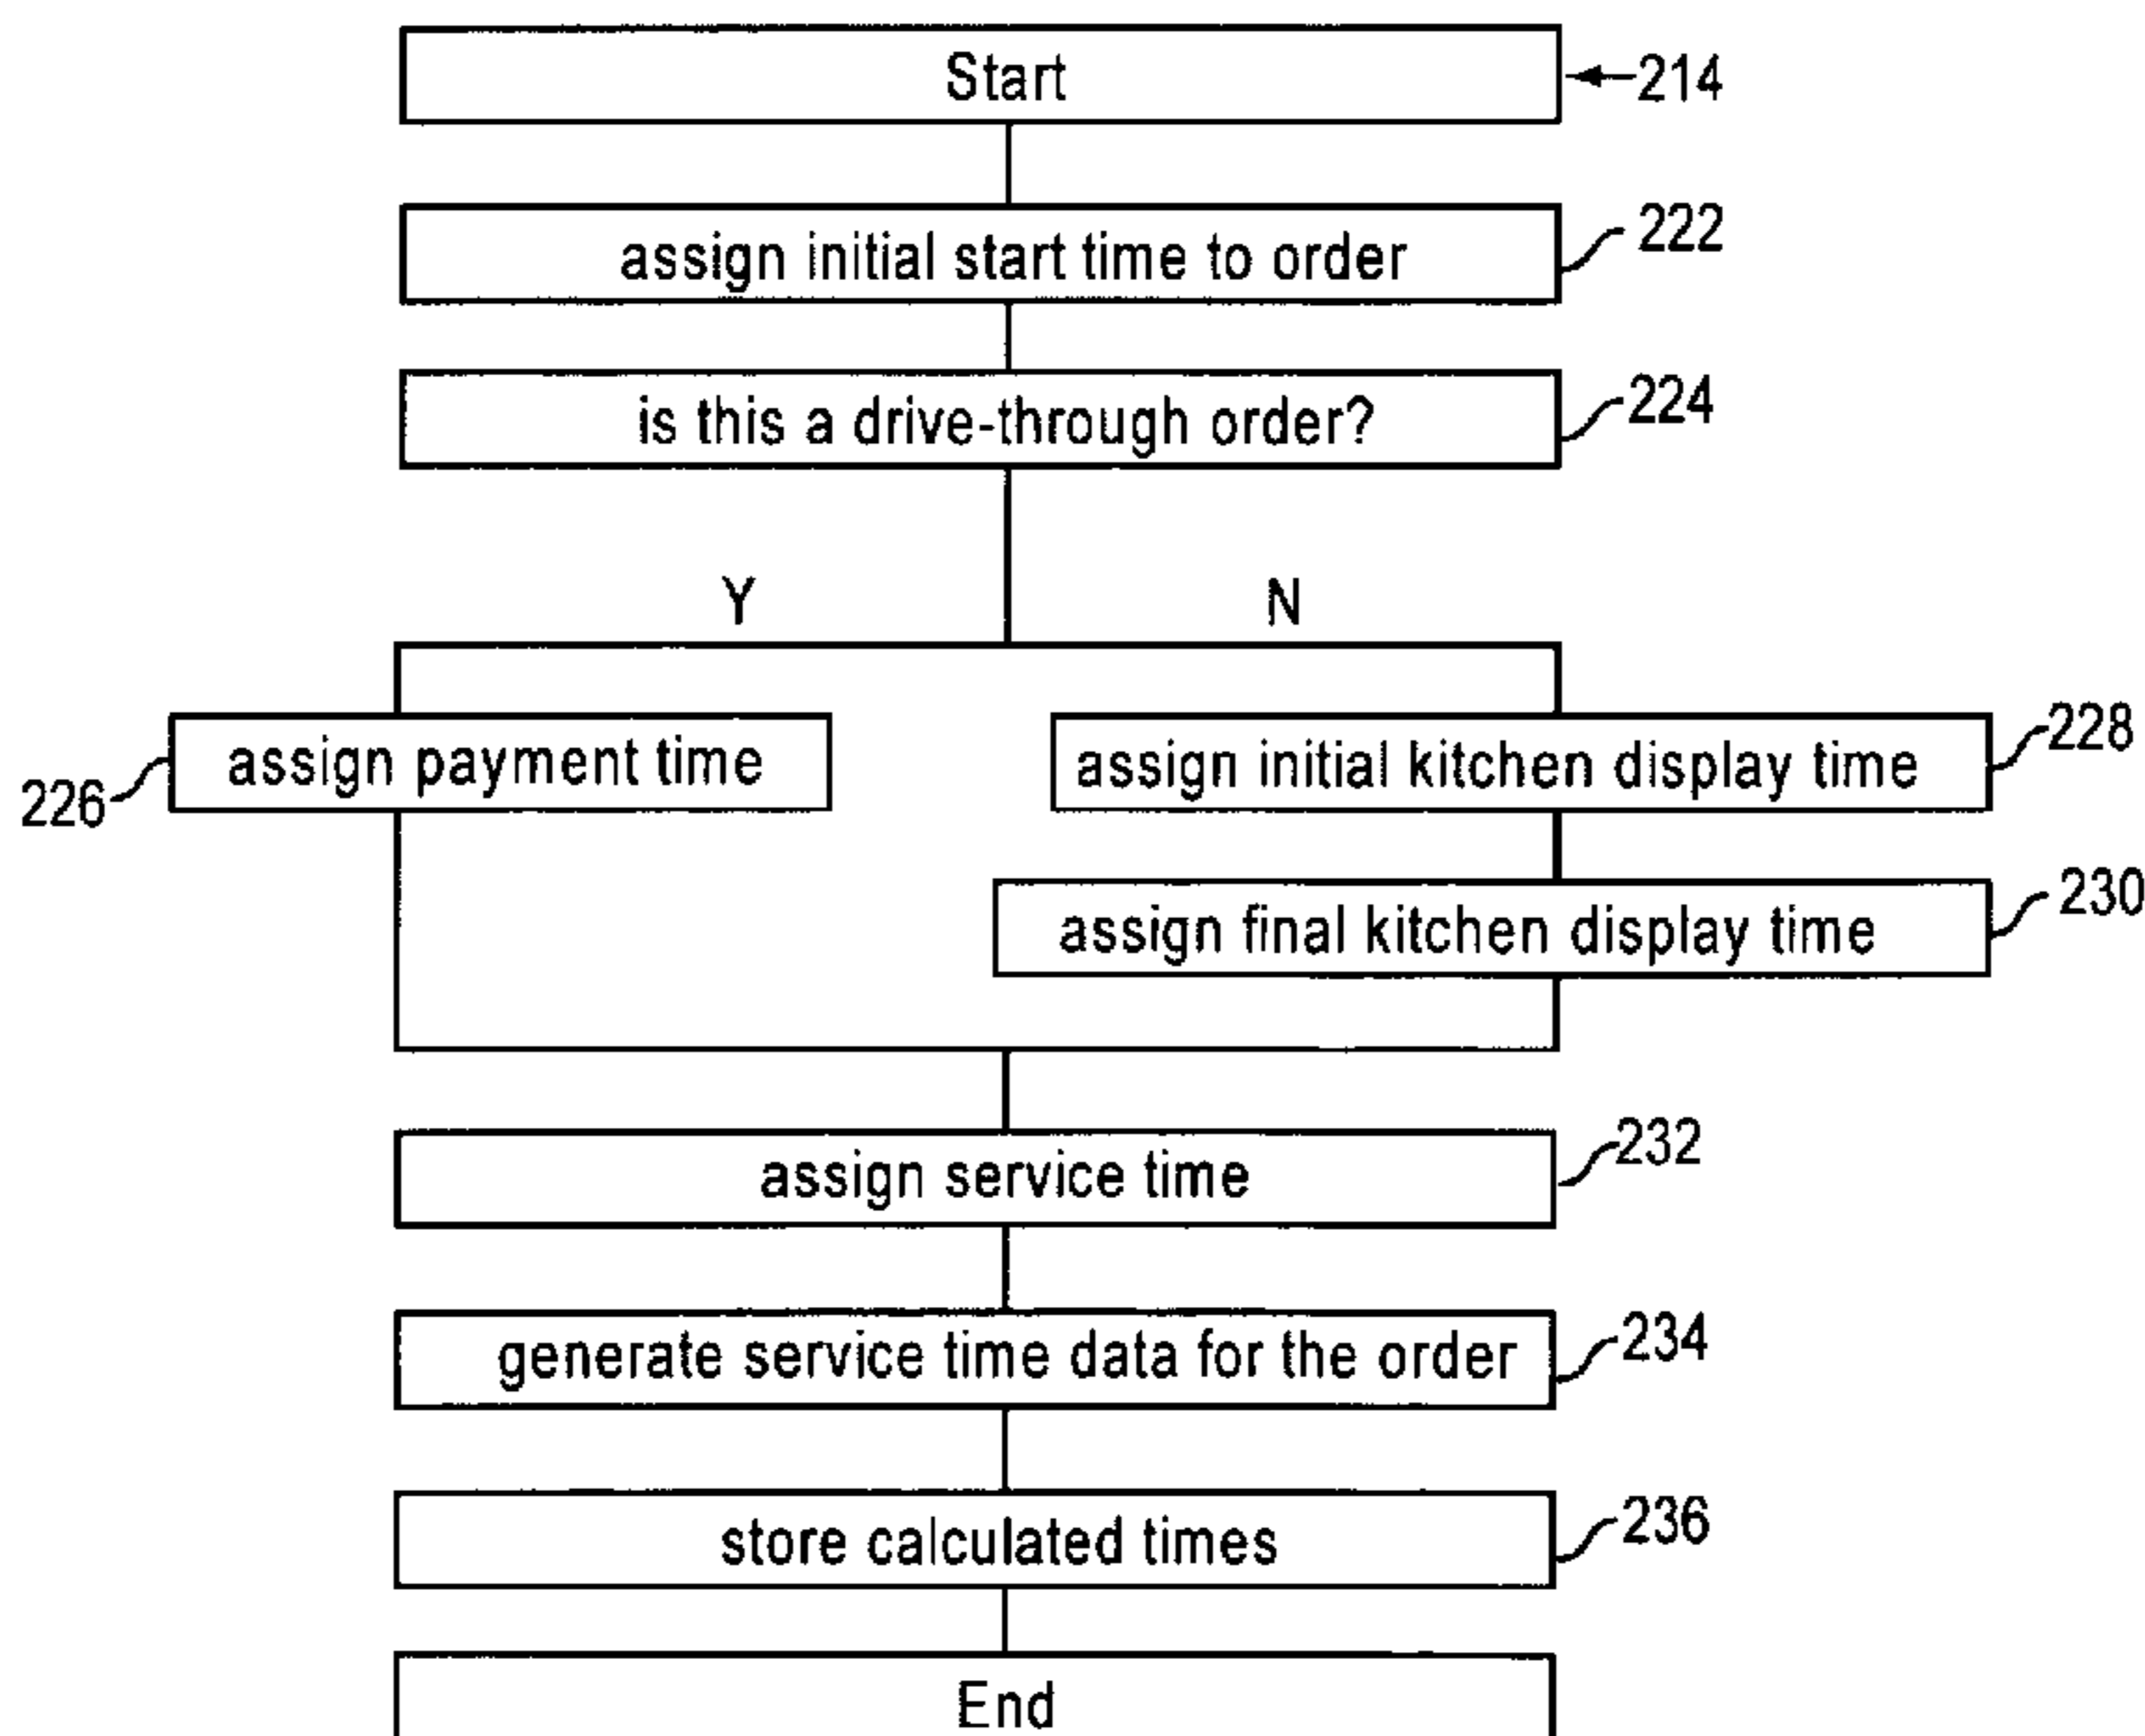 Start
214
assign initial start time to order
222
is this a drive-through order?
224
Y
N
assign payment time
226
assign initial kitchen display time
228
assign final kitchen display time
230
assign service time
232
generate service time data for the order
234
store calculated times
236
End